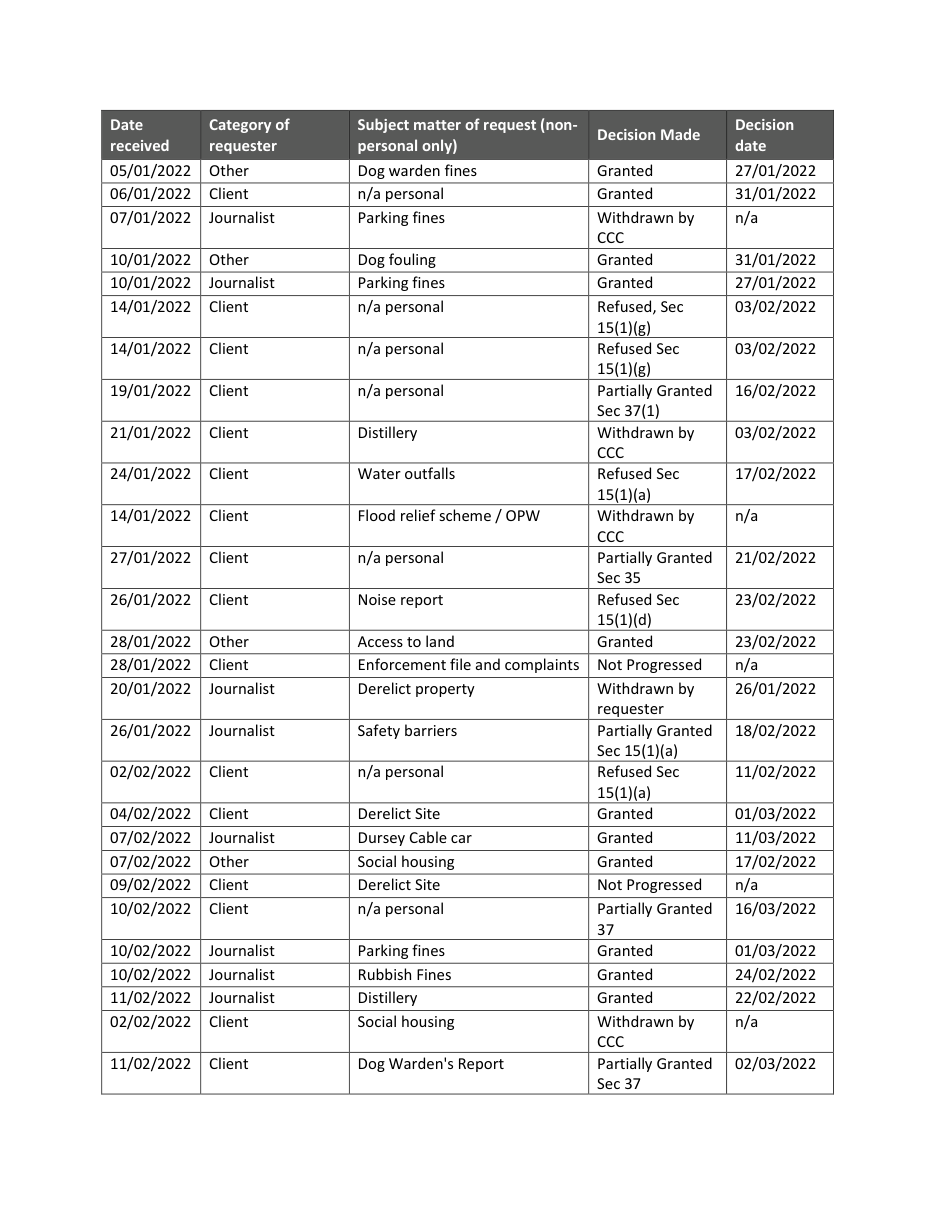 Date received | Category of requester | Subject matter of request (non-personal only) | Decision Made | Decision date
05/01/2022 | Other | Dog warden fines | Granted | 27/01/2022
06/01/2022 | Client | n/a personal | Granted | 31/01/2022
07/01/2022 | Journalist | Parking fines | Withdrawn by CCC | n/a
10/01/2022 | Other | Dog fouling | Granted | 31/01/2022
10/01/2022 | Journalist | Parking fines | Granted | 27/01/2022
14/01/2022 | Client | n/a personal | Refused, Sec 15(1)(g) | 03/02/2022
14/01/2022 | Client | n/a personal | Refused Sec 15(1)(g) | 03/02/2022
19/01/2022 | Client | n/a personal | Partially Granted Sec 37(1) | 16/02/2022
21/01/2022 | Client | Distillery | Withdrawn by CCC | 03/02/2022
24/01/2022 | Client | Water outfalls | Refused Sec 15(1)(a) | 17/02/2022
14/01/2022 | Client | Flood relief scheme / OPW | Withdrawn by CCC | n/a
27/01/2022 | Client | n/a personal | Partially Granted Sec 35 | 21/02/2022
26/01/2022 | Client | Noise report | Refused Sec 15(1)(d) | 23/02/2022
28/01/2022 | Other | Access to land | Granted | 23/02/2022
28/01/2022 | Client | Enforcement file and complaints | Not Progressed | n/a
20/01/2022 | Journalist | Derelict property | Withdrawn by requester | 26/01/2022
26/01/2022 | Journalist | Safety barriers | Partially Granted Sec 15(1)(a) | 18/02/2022
02/02/2022 | Client | n/a personal | Refused Sec 15(1)(a) | 11/02/2022
04/02/2022 | Client | Derelict Site | Granted | 01/03/2022
07/02/2022 | Journalist | Dursey Cable car | Granted | 11/03/2022
07/02/2022 | Other | Social housing | Granted | 17/02/2022
09/02/2022 | Client | Derelict Site | Not Progressed | n/a
10/02/2022 | Client | n/a personal | Partially Granted 37 | 16/03/2022
10/02/2022 | Journalist | Parking fines | Granted | 01/03/2022
10/02/2022 | Journalist | Rubbish Fines | Granted | 24/02/2022
11/02/2022 | Journalist | Distillery | Granted | 22/02/2022
02/02/2022 | Client | Social housing | Withdrawn by CCC | n/a
11/02/2022 | Client | Dog Warden's Report | Partially Granted Sec 37 | 02/03/2022